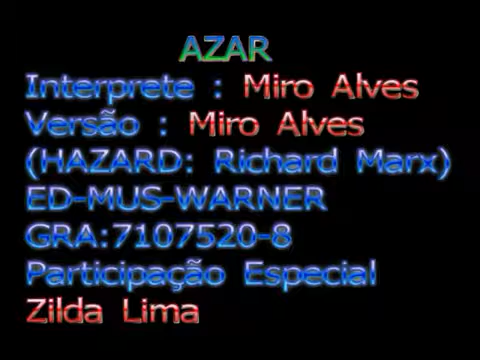 AZAR
Interprete : Miro Alves
Versão : Miro Alves
(HAZARD: Richard Marx)
ED-MUS-WARNER
GRA:7107520-8
Participação Especial
Zilda Lima